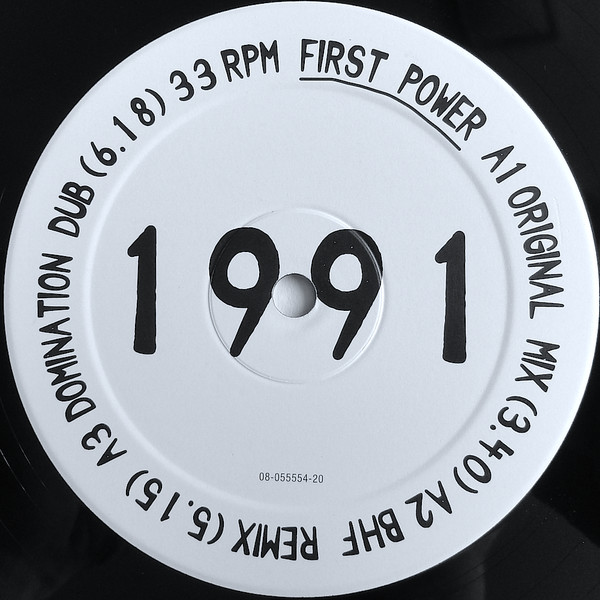 FIRST POWER A1 ORIGINAL MIX (3.40) A2 BHF REMIX (5.15) A3 DOMINATION DUB (6.18) 33 RPM
1991
08-055554-20